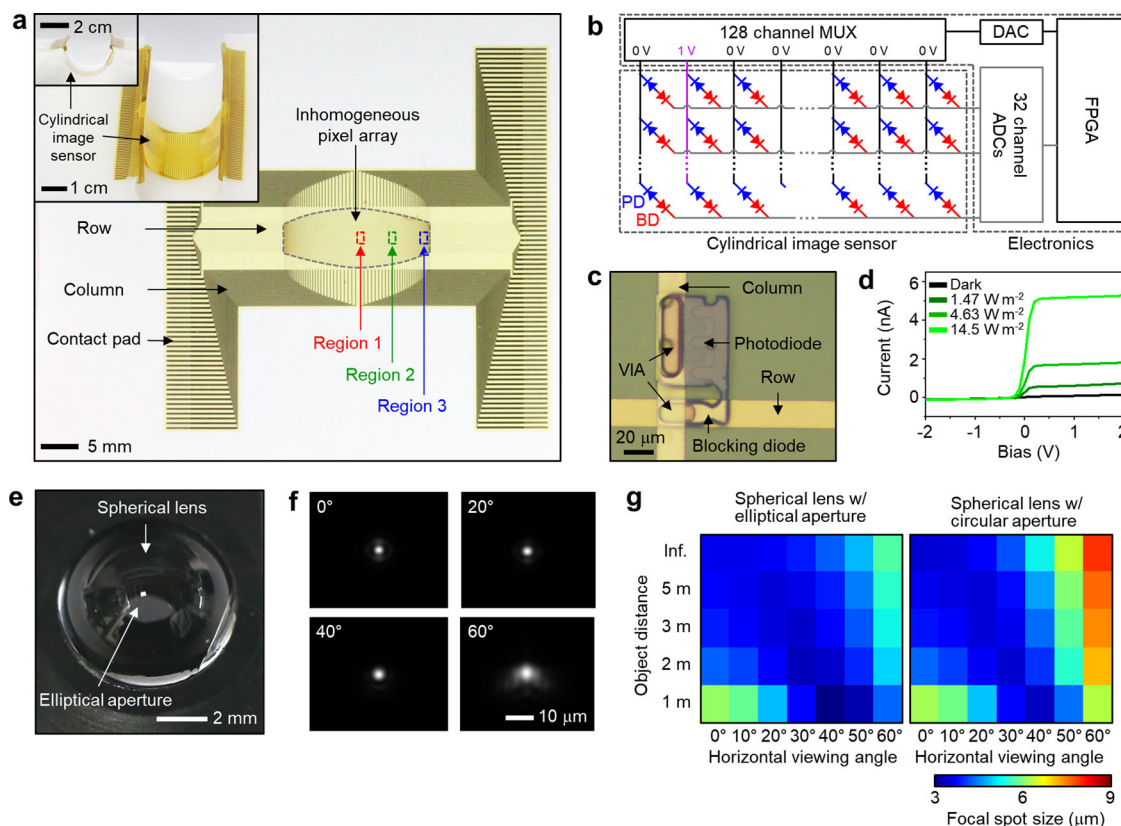 a
2 cm
Cylindrical
image
sensor
1 cm
Inhomogeneous
pixel array
Row
Column
Contact pad
Region 1
Region 2
Region 3
5 mm
b
128 channel MUX
DAC
0 V 1 V 0 V 0 V 0 V 0 V 0 V
32 channel
ADCs
FPGA
PD
BD
Cylindrical image sensor
Electronics
c
Column
Photodiode
VIA
Row
Blocking diode
20 μm
d
Dark
1.47 W m-2
4.63 W m-2
14.5 W m-2
Current (nA)
6
4
2
0
-2 -1 0 1 2
Bias (V)
e
Spherical lens
Elliptical aperture
2 mm
f
0°
20°
40°
60°
10 μm
g
Spherical lens w/
elliptical aperture
Spherical lens w/
circular aperture
Object distance
Inf.
5 m
3 m
2 m
1 m
0° 10° 20° 30° 40° 50° 60°
Horizontal viewing angle
0° 10° 20° 30° 40° 50° 60°
Horizontal viewing angle
3 6 9
Focal spot size (μm)